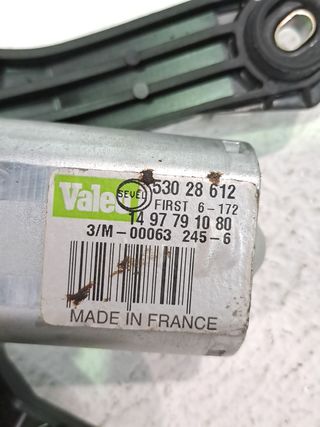 Valeo SEVEL 530 28 612
FIRST 6-172
14 97 79 10 80
3/M-00063 245-6
MADE IN FRANCE